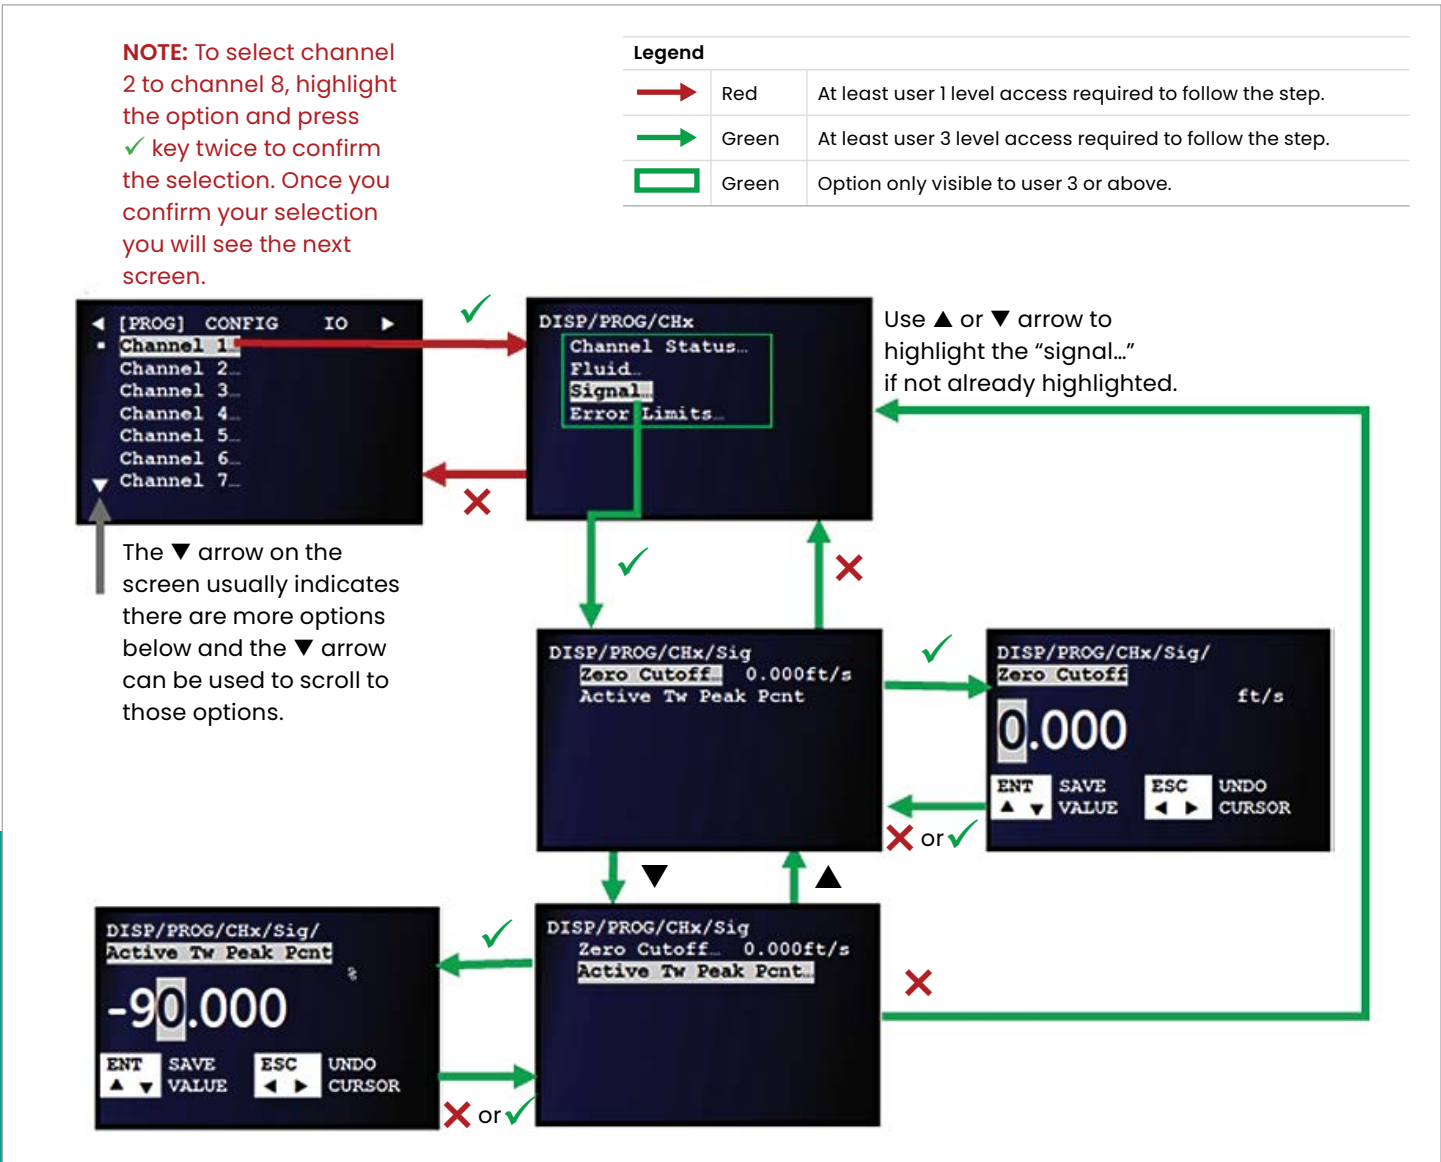 NOTE: To select channel
2 to channel 8, highlight
the option and press
✓ key twice to confirm
the selection. Once you
confirm your selection
you will see the next
screen.
Legend
Red At least user 1 level access required to follow the step.
Green At least user 3 level access required to follow the step.
Green Option only visible to user 3 or above.
◀ [PROG] CONFIG IO ▶
Channel 1…
Channel 2…
Channel 3…
Channel 4…
Channel 5…
Channel 6…
▼ Channel 7…
✓
✕
DISP/PROG/CHx
Channel Status…
Fluid…
Signal…
Error Limits…
Use ▲ or ▼ arrow to
highlight the “signal…”
if not already highlighted.
The ▼ arrow on the
screen usually indicates
there are more options
below and the ▼ arrow
can be used to scroll to
those options.
✓
✕
DISP/PROG/CHx/Sig
Zero Cutoff… 0.000ft/s
Active Tw Peak Pcnt
✓
DISP/PROG/CHx/Sig/
Zero Cutoff
ft/s
0.000
ENT SAVE ESC UNDO
▲ ▼ VALUE ◀ ▶ CURSOR
✕ or ✓
▼
▲
DISP/PROG/CHx/Sig/
Active Tw Peak Pcnt
%
-90.000
ENT SAVE ESC UNDO
▲ ▼ VALUE ◀ ▶ CURSOR
✓
✕ or ✓
DISP/PROG/CHx/Sig
Zero Cutoff… 0.000ft/s
Active Tw Peak Pcnt…
✕